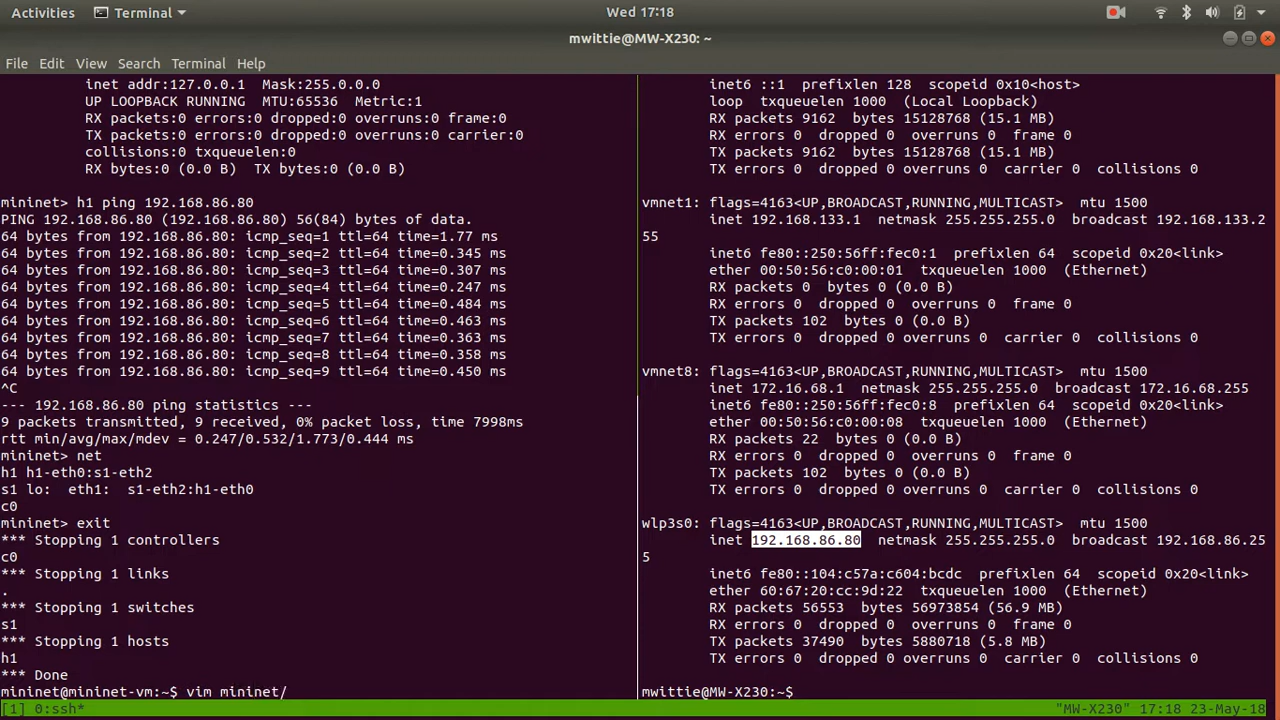 Activities Terminal Wed 17:18
mwittie@MW-X230: ~
File Edit View Search Terminal Help
inet addr:127.0.0.1  Mask:255.0.0.0
UP LOOPBACK RUNNING  MTU:65536  Metric:1
RX packets:0 errors:0 dropped:0 overruns:0 frame:0
TX packets:0 errors:0 dropped:0 overruns:0 carrier:0
collisions:0 txqueuelen:0
RX bytes:0 (0.0 B)  TX bytes:0 (0.0 B)
mininet> h1 ping 192.168.86.80
PING 192.168.86.80 (192.168.86.80) 56(84) bytes of data.
64 bytes from 192.168.86.80: icmp_seq=1 ttl=64 time=1.77 ms
64 bytes from 192.168.86.80: icmp_seq=2 ttl=64 time=0.345 ms
64 bytes from 192.168.86.80: icmp_seq=3 ttl=64 time=0.307 ms
64 bytes from 192.168.86.80: icmp_seq=4 ttl=64 time=0.247 ms
64 bytes from 192.168.86.80: icmp_seq=5 ttl=64 time=0.484 ms
64 bytes from 192.168.86.80: icmp_seq=6 ttl=64 time=0.463 ms
64 bytes from 192.168.86.80: icmp_seq=7 ttl=64 time=0.363 ms
64 bytes from 192.168.86.80: icmp_seq=8 ttl=64 time=0.358 ms
64 bytes from 192.168.86.80: icmp_seq=9 ttl=64 time=0.450 ms
^C
--- 192.168.86.80 ping statistics ---
9 packets transmitted, 9 received, 0% packet loss, time 7998ms
rtt min/avg/max/mdev = 0.247/0.532/1.773/0.444 ms
mininet> net
h1 h1-eth0:s1-eth2
s1 lo:  eth1:  s1-eth2:h1-eth0
c0
mininet> exit
*** Stopping 1 controllers
c0
*** Stopping 1 links
.
*** Stopping 1 switches
s1
*** Stopping 1 hosts
h1
*** Done
mininet@mininet-vm:~$ vim mininet/
inet6 ::1  prefixlen 128  scopeid 0x10<host>
loop  txqueuelen 1000  (Local Loopback)
RX packets 9162  bytes 15128768 (15.1 MB)
RX errors 0  dropped 0  overruns 0  frame 0
TX packets 9162  bytes 15128768 (15.1 MB)
TX errors 0  dropped 0 overruns 0  carrier 0  collisions 0
vmnet1: flags=4163<UP,BROADCAST,RUNNING,MULTICAST>  mtu 1500
inet 192.168.133.1  netmask 255.255.255.0  broadcast 192.168.133.2
55
inet6 fe80::250:56ff:fec0:1  prefixlen 64  scopeid 0x20<link>
ether 00:50:56:c0:00:01  txqueuelen 1000  (Ethernet)
RX packets 0  bytes 0 (0.0 B)
RX errors 0  dropped 0  overruns 0  frame 0
TX packets 102  bytes 0 (0.0 B)
TX errors 0  dropped 0 overruns 0  carrier 0  collisions 0
vmnet8: flags=4163<UP,BROADCAST,RUNNING,MULTICAST>  mtu 1500
inet 172.16.68.1  netmask 255.255.255.0  broadcast 172.16.68.255
inet6 fe80::250:56ff:fec0:8  prefixlen 64  scopeid 0x20<link>
ether 00:50:56:c0:00:08  txqueuelen 1000  (Ethernet)
RX packets 22  bytes 0 (0.0 B)
RX errors 0  dropped 0  overruns 0  frame 0
TX packets 102  bytes 0 (0.0 B)
TX errors 0  dropped 0 overruns 0  carrier 0  collisions 0
wlp3s0: flags=4163<UP,BROADCAST,RUNNING,MULTICAST>  mtu 1500
inet 192.168.86.80  netmask 255.255.255.0  broadcast 192.168.86.25
5
inet6 fe80::104:c57a:c604:bcdc  prefixlen 64  scopeid 0x20<link>
ether 60:67:20:cc:9d:22  txqueuelen 1000  (Ethernet)
RX packets 56553  bytes 56973854 (56.9 MB)
RX errors 0  dropped 0  overruns 0  frame 0
TX packets 37490  bytes 5880718 (5.8 MB)
TX errors 0  dropped 0 overruns 0  carrier 0  collisions 0
mwittie@MW-X230:~$
[1] 0:ssh* "MW-X230" 17:18 23-May-18